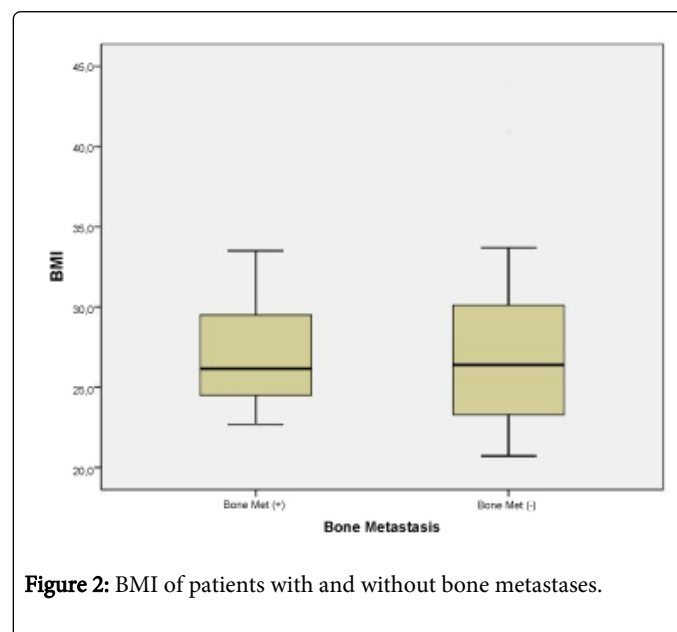 45,0
40,0
35,0
30,0
25,0
20,0
BMI
Bone Met (+)
Bone Met (-)
Bone Metastasis
Figure 2: BMI of patients with and without bone metastases.